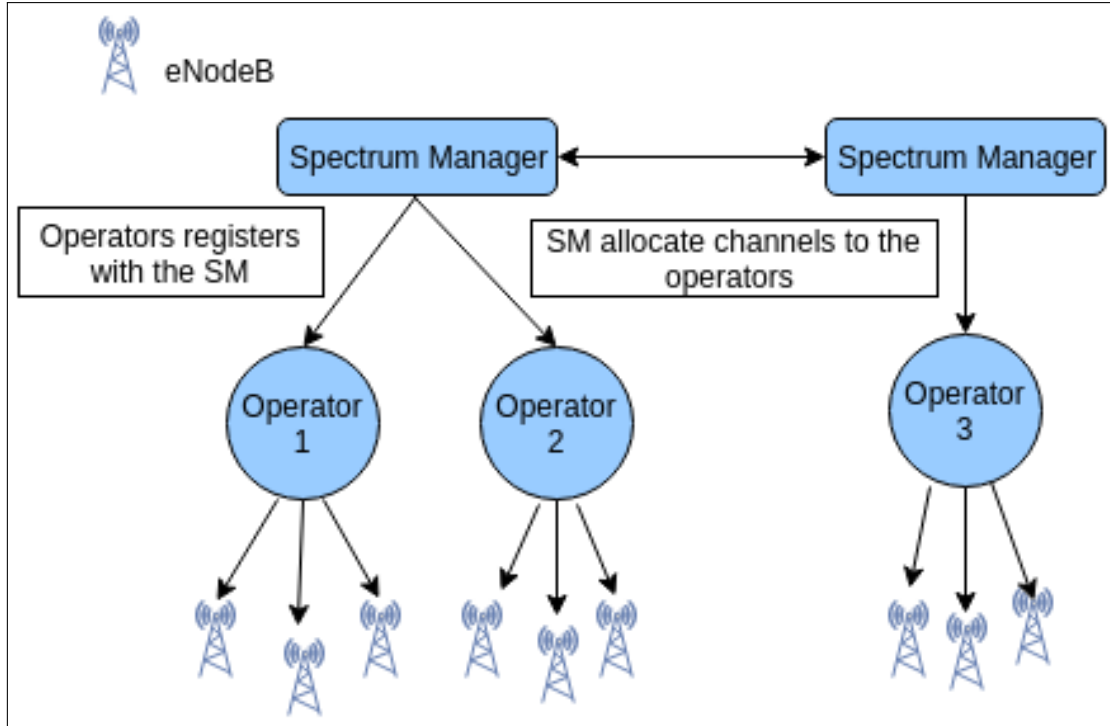 eNodeB
Spectrum Manager
Spectrum Manager
Operators registers
with the SM
SM allocate channels to the
operators
Operator
1
Operator
2
Operator
3